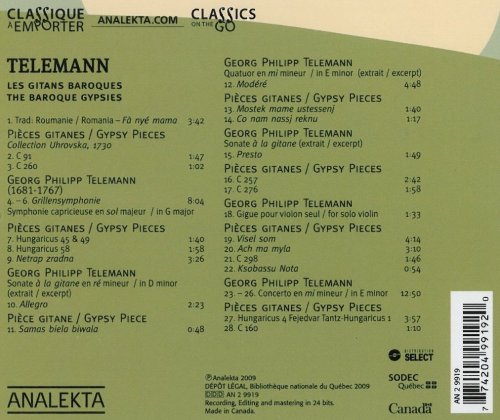 CLASSIQUE
À EMPORTER
ANALEKTA.COM
CLASSICS
ON THE GO
TELEMANN
LES GITANS BAROQUES
THE BAROQUE GYPSIES
1. Trad: Roumanie / Romania – Fă nyé mama 3:42
PIÈCES GITANES / GYPSY PIECES
Collection Uhrovska, 1730
2. C 91 1:47
3. C 260 1:02
GEORG PHILIPP TELEMANN
(1681-1767)
4. – 6. Grillensymphonie 8:04
Symphonie capricieuse en sol majeur / in G major
PIÈCES GITANES / GYPSY PIECES
7. Hungaricus 45 & 49 1:40
8. Hungaricus 58 1:58
9. Netrap zradna 3:26
GEORG PHILIPP TELEMANN
Sonate à la gitane en ré mineur / in D minor
(extrait / excerpt)
10. Allegro 2:23
PIÈCE GITANE / GYPSY PIECE
11. Samas biela biwala 0:48
ANALEKTA
GEORG PHILIPP TELEMANN
Quatuor en mi mineur / in E minor (extrait / excerpt)
12. Modéré 4:48
PIÈCES GITANES / GYPSY PIECES
13. Mostek mame ustessenj 1:40
14. Co nam nassj reknu 1:17
GEORG PHILIPP TELEMANN
Sonate à la gitane (extrait / excerpt)
15. Presto 1:49
PIÈCES GITANES / GYPSY PIECES
16. C 257 2:42
17. C 276 1:58
GEORG PHILIPP TELEMANN
18. Gigue pour violon seul / for solo violin 1:33
PIÈCES GITANES / GYPSY PIECES
19. Visel som 4:14
20. Ach ma myla 3:10
21. C 298 1:46
22. Ksobassu Nota 0:54
GEORG PHILIPP TELEMANN
23. – 26. Concerto en mi mineur / in E minor 12:50
PIÈCES GITANES / GYPSY PIECES
27. Hungaricus 4 Fejedvar Tantz-Hungaricus 1 3:57
28. C 160 1:10
℗Analekta 2009
DÉPÔT LÉGAL, Bibliothèque nationale du Québec 2009
AN 2 9919
Recording, Editing and mastering in 24 bits.
Made in Canada.
DISTRIBUTION
SELECT
SODEC
Québec
Canada
7 74204 99192 0
AN 2 9919